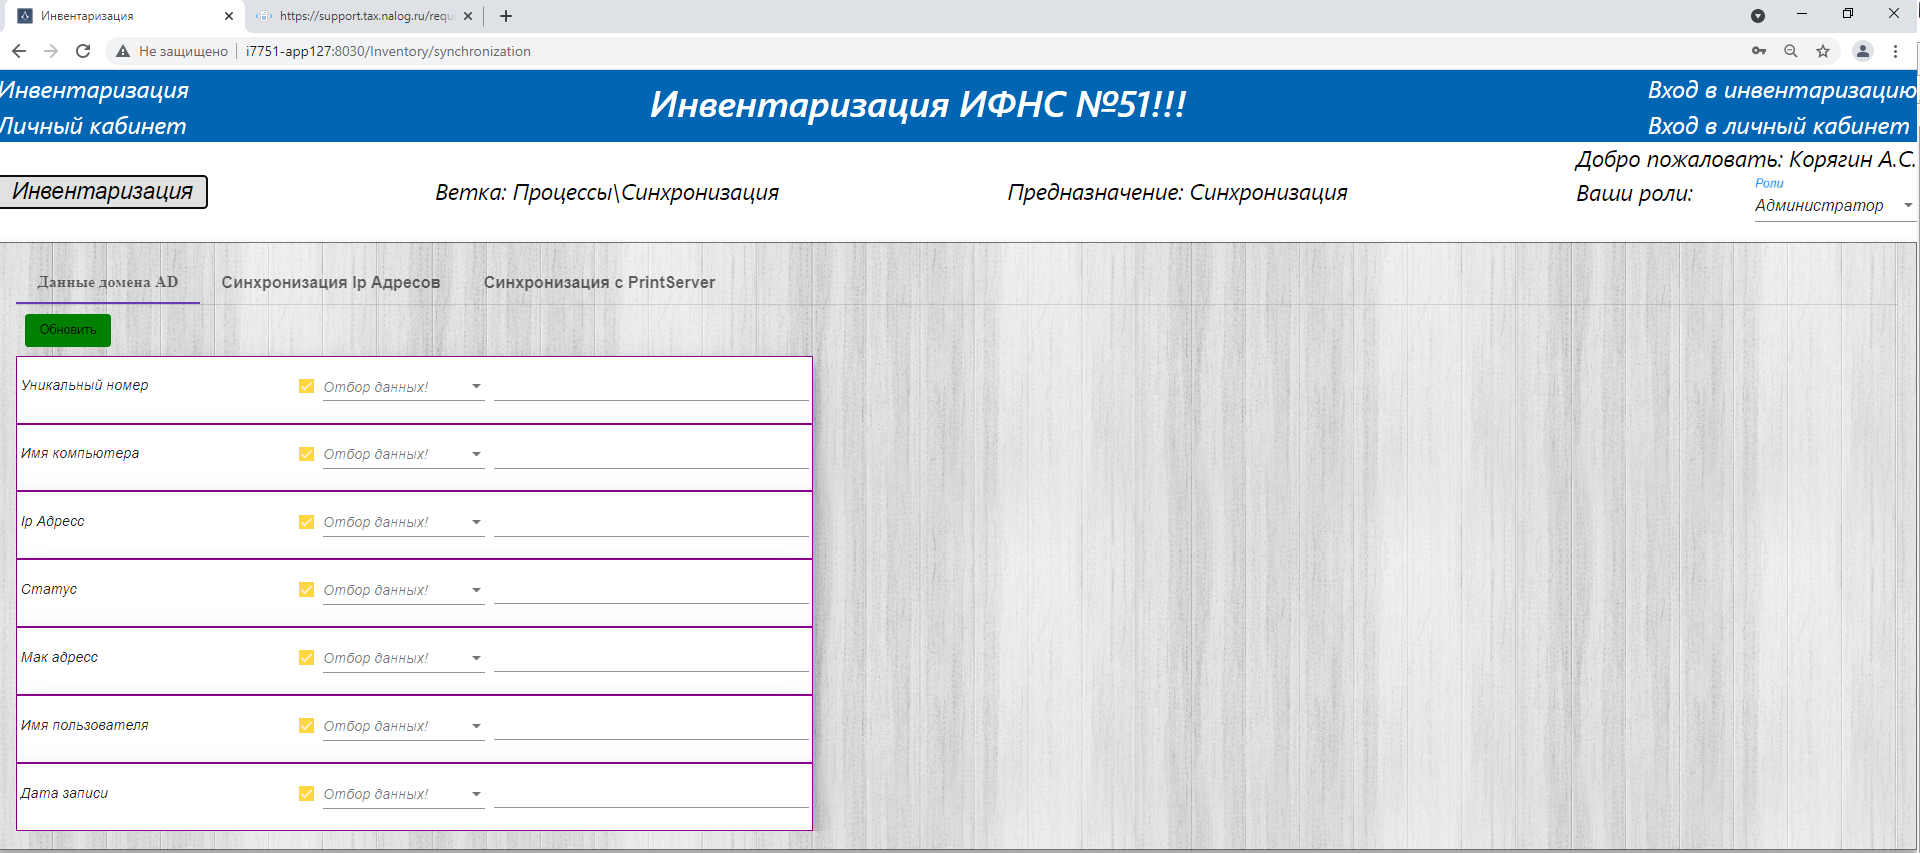 Инвентаризация
https://support.tax.nalog.ru/requ
Не защищено
i7751-app127:8030/Inventory/synchronization
Инвентаризация
Личный кабинет
Инвентаризация ИФНС №51!!!
Вход в инвентаризацию
Вход в личный кабинет
Добро пожаловать: Корягин А.С.
Инвентаризация
Ветка: Процессы\Синхронизация
Предназначение: Синхронизация
Ваши роли:
Роли
Администратор
Данные домена AD
Синхронизация Ip Адресов
Синхронизация с PrintServer
Обновить
Уникальный номер Отбор данных!
Имя компьютера Отбор данных!
Ip Адресс Отбор данных!
Статус Отбор данных!
Мак адресс Отбор данных!
Имя пользователя Отбор данных!
Дата записи Отбор данных!